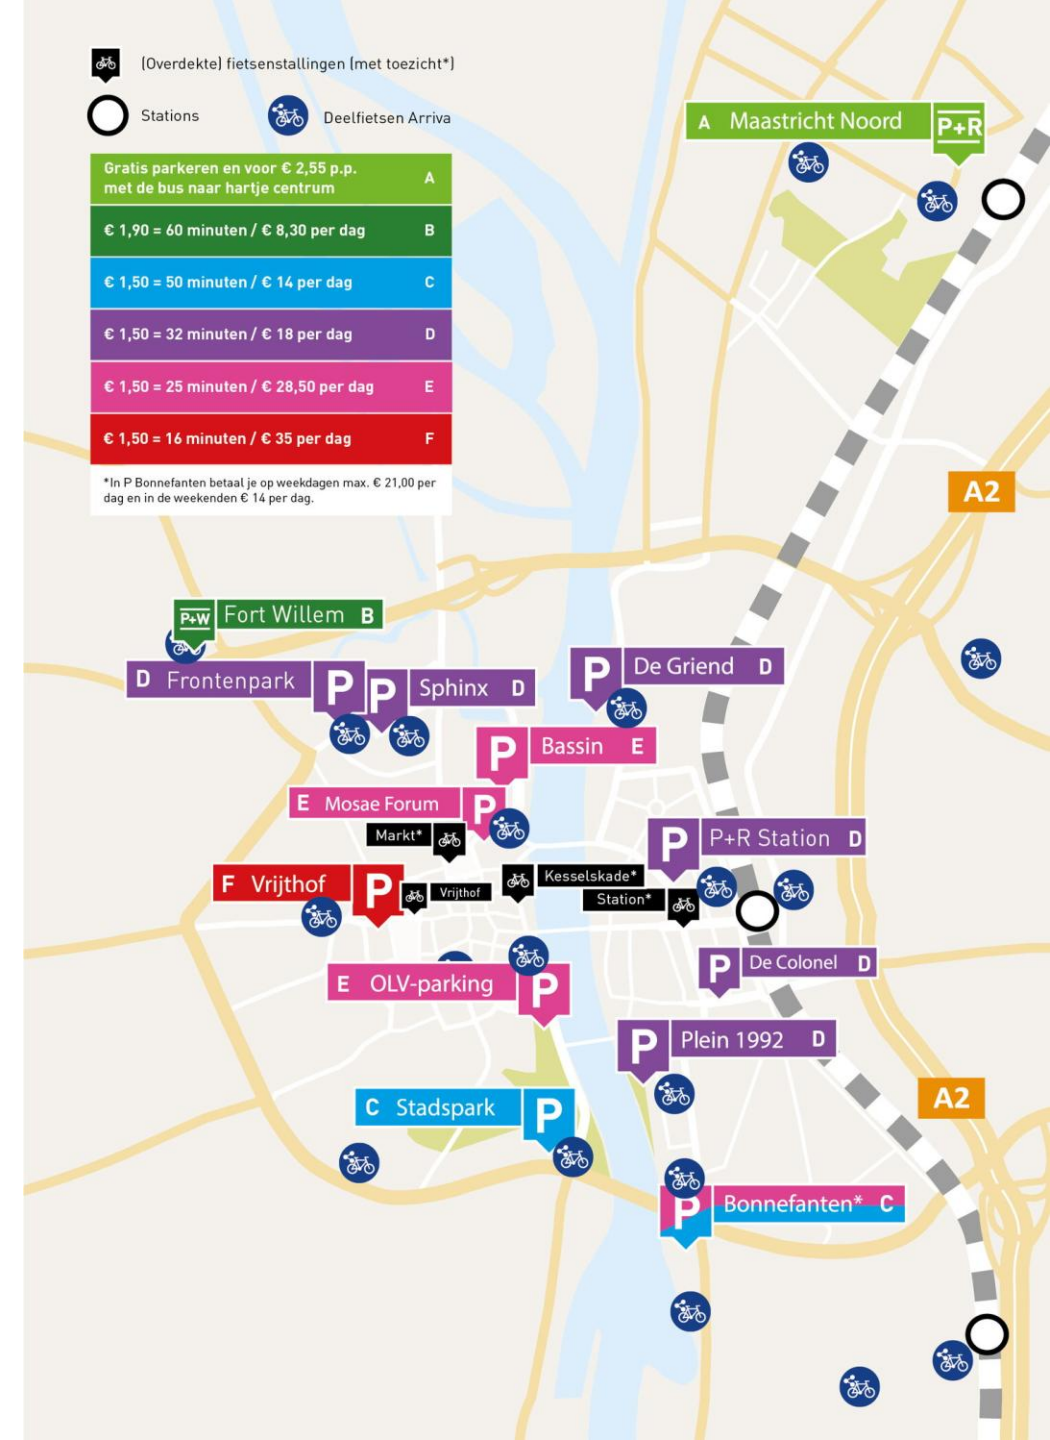 (Overdekte) fietsenstallingen (met toezicht*)
Stations
Deelfietsen Arriva
Gratis parkeren en voor € 2,55 p.p.
met de bus naar hartje centrum A
€ 1,90 = 60 minuten / € 8,30 per dag B
€ 1,50 = 50 minuten / € 14 per dag C
€ 1,50 = 32 minuten / € 18 per dag D
€ 1,50 = 25 minuten / € 28,50 per dag E
€ 1,50 = 16 minuten / € 35 per dag F
*In P Bonnefanten betaal je op weekdagen max. € 21,00 per
dag en in de weekenden € 14 per dag.
A Maastricht Noord P+R
A2
P+W Fort Willem B
D Frontenpark P
P Sphinx D
P De Griend D
P Bassin E
E Mosae Forum P
Markt*
P P+R Station D
F Vrijthof P
Vrijthof
Kesselskade*
Station*
P De Colonel D
E OLV-parking P
P Plein 1992 D
A2
C Stadspark P
P Bonnefanten* C